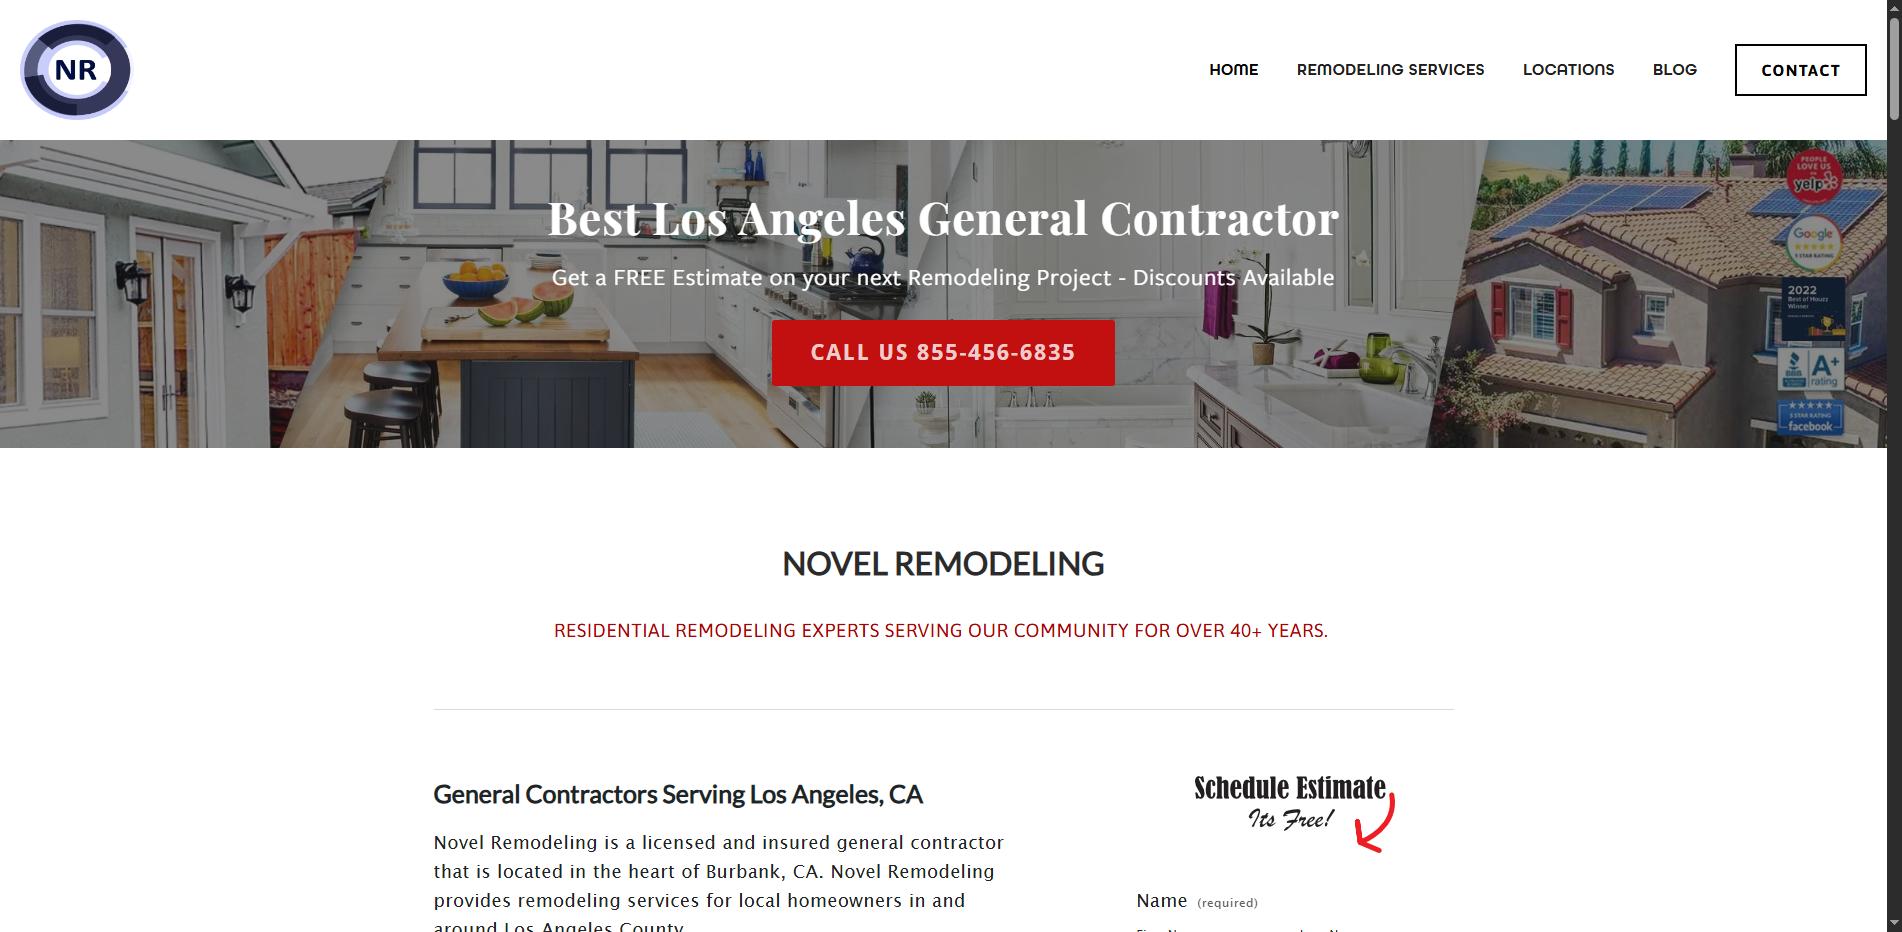 NR
HOME
REMODELING SERVICES
LOCATIONS
BLOG
CONTACT
Best Los Angeles General Contractor
Get a FREE Estimate on your next Remodeling Project - Discounts Available
CALL US 855-456-6835
PEOPLE
LOVE US
yelp
Google
5 STAR RATING
2022
Best of Houzz
Winner
BBB
A+
rating
5 STAR RATING
facebook
NOVEL REMODELING
RESIDENTIAL REMODELING EXPERTS SERVING OUR COMMUNITY FOR OVER 40+ YEARS.
General Contractors Serving Los Angeles, CA
Novel Remodeling is a licensed and insured general contractor
that is located in the heart of Burbank, CA. Novel Remodeling
provides remodeling services for local homeowners in and
around Los Angeles County.
Schedule Estimate
Its Free!
Name (required)